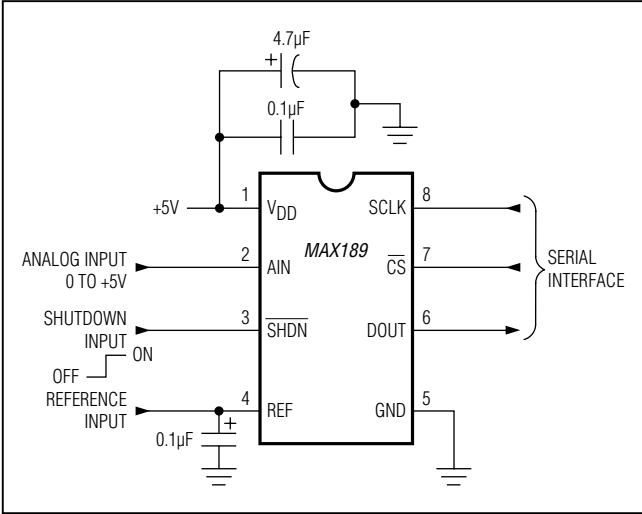 4.7µF
+
0.1µF
+5V
1
VDD
SCLK
8
MAX189
ANALOG INPUT
0 TO +5V
2
AIN
CS
7
SERIAL
INTERFACE
SHUTDOWN
INPUT
3
SHDN
DOUT
6
OFF
ON
REFERENCE
INPUT
4
REF
GND
5
+
0.1µF